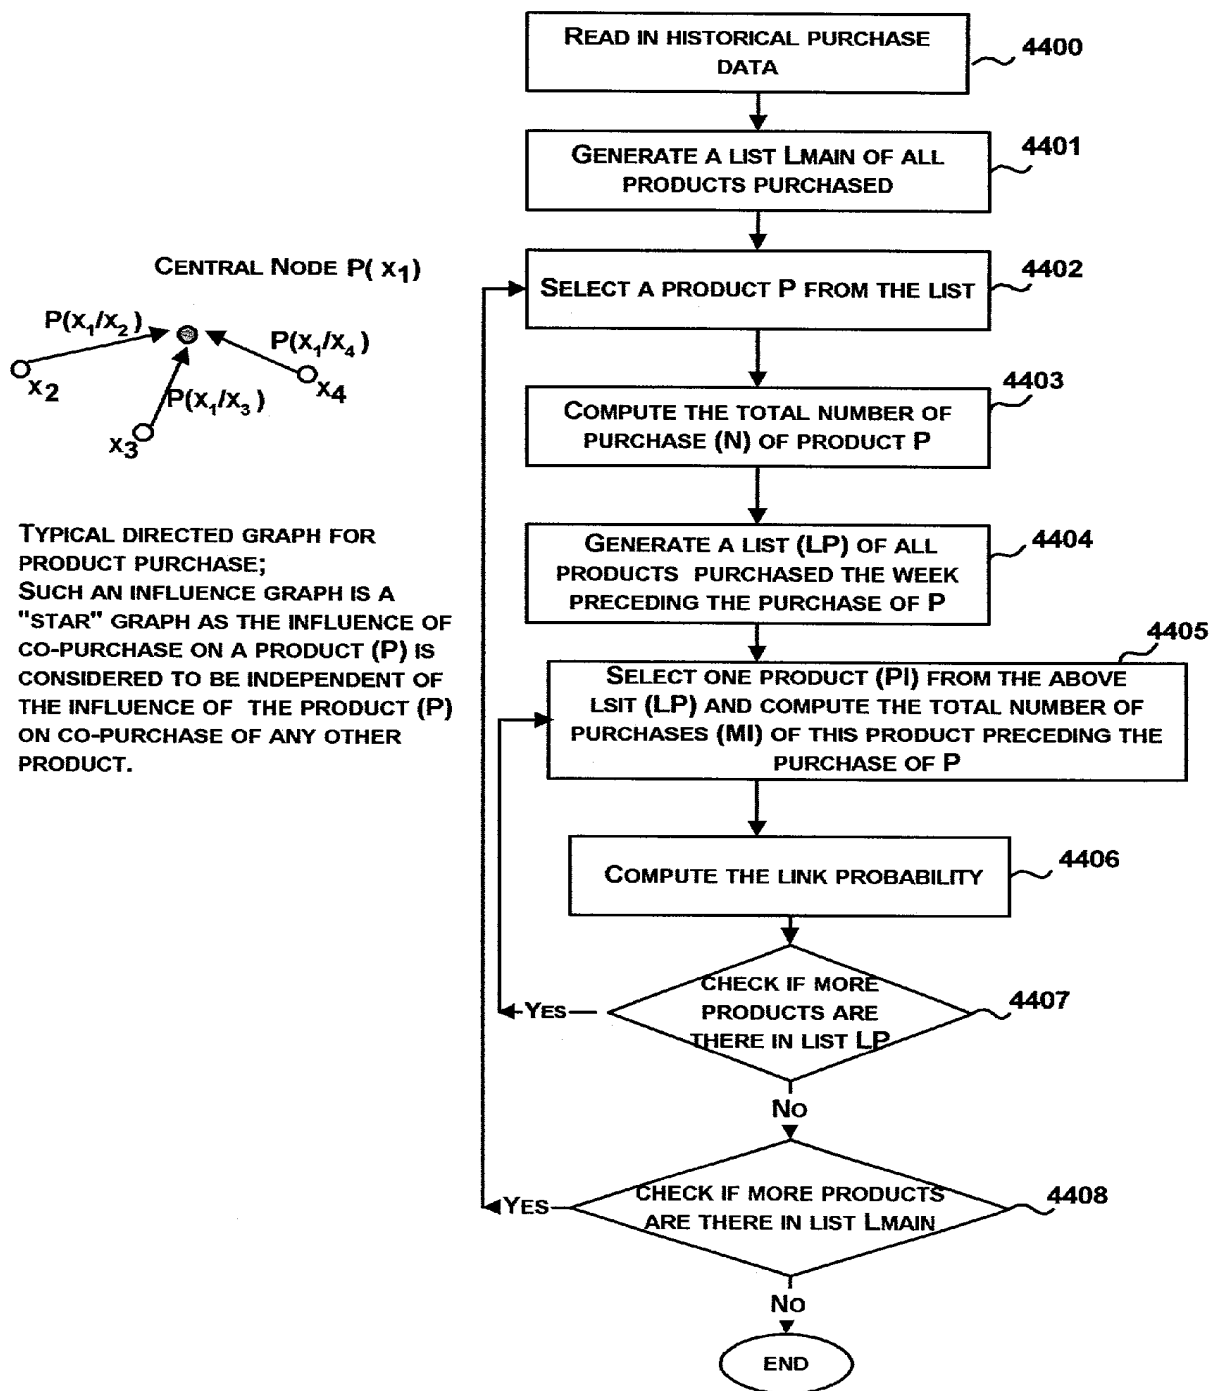 READ IN HISTORICAL PURCHASE
DATA
4400
GENERATE A LIST LMAIN OF ALL
PRODUCTS PURCHASED
4401
SELECT A PRODUCT P FROM THE LIST
4402
COMPUTE THE TOTAL NUMBER OF
PURCHASE (N) OF PRODUCT P
4403
GENERATE A LIST (LP) OF ALL
PRODUCTS PURCHASED THE WEEK
PRECEDING THE PURCHASE OF P
4404
SELECT ONE PRODUCT (PI) FROM THE ABOVE
LSIT (LP) AND COMPUTE THE TOTAL NUMBER OF
PURCHASES (MI) OF THIS PRODUCT PRECEDING THE
PURCHASE OF P
4405
COMPUTE THE LINK PROBABILITY
4406
CHECK IF MORE
PRODUCTS ARE
THERE IN LIST LP
4407
YES
NO
CHECK IF MORE PRODUCTS
ARE THERE IN LIST LMAIN
4408
YES
NO
END
CENTRAL NODE P( X1)
P(X1/X2)
P(X1/X4)
P(X1/X3)
X2
X4
X3
TYPICAL DIRECTED GRAPH FOR
PRODUCT PURCHASE;
SUCH AN INFLUENCE GRAPH IS A
"STAR" GRAPH AS THE INFLUENCE OF
CO-PURCHASE ON A PRODUCT (P) IS
CONSIDERED TO BE INDEPENDENT OF
THE INFLUENCE OF THE PRODUCT (P)
ON CO-PURCHASE OF ANY OTHER
PRODUCT.